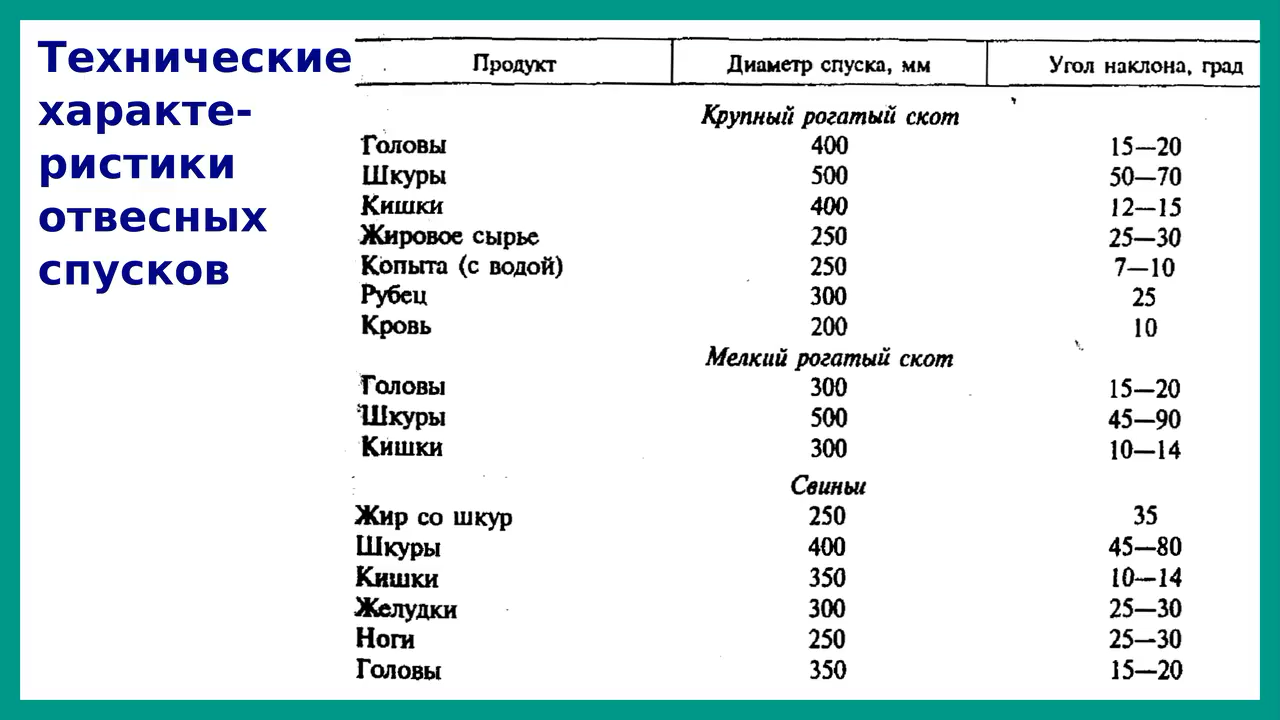 Технические
характе-
ристики
отвесных
спусков
Продукт Диаметр спуска, мм Угол наклона, град
Крупный рогатый скот
Головы 400 15—20
Шкуры 500 50—70
Кишки 400 12—15
Жировое сырье 250 25—30
Копыта (с водой) 250 7—10
Рубец 300 25
Кровь 200 10
Мелкий рогатый скот
Головы 300 15—20
Шкуры 500 45—90
Кишки 300 10—14
Свиньи
Жир со шкур 250 35
Шкуры 400 45—80
Кишки 350 10—14
Желудки 300 25—30
Ноги 250 25—30
Головы 350 15—20